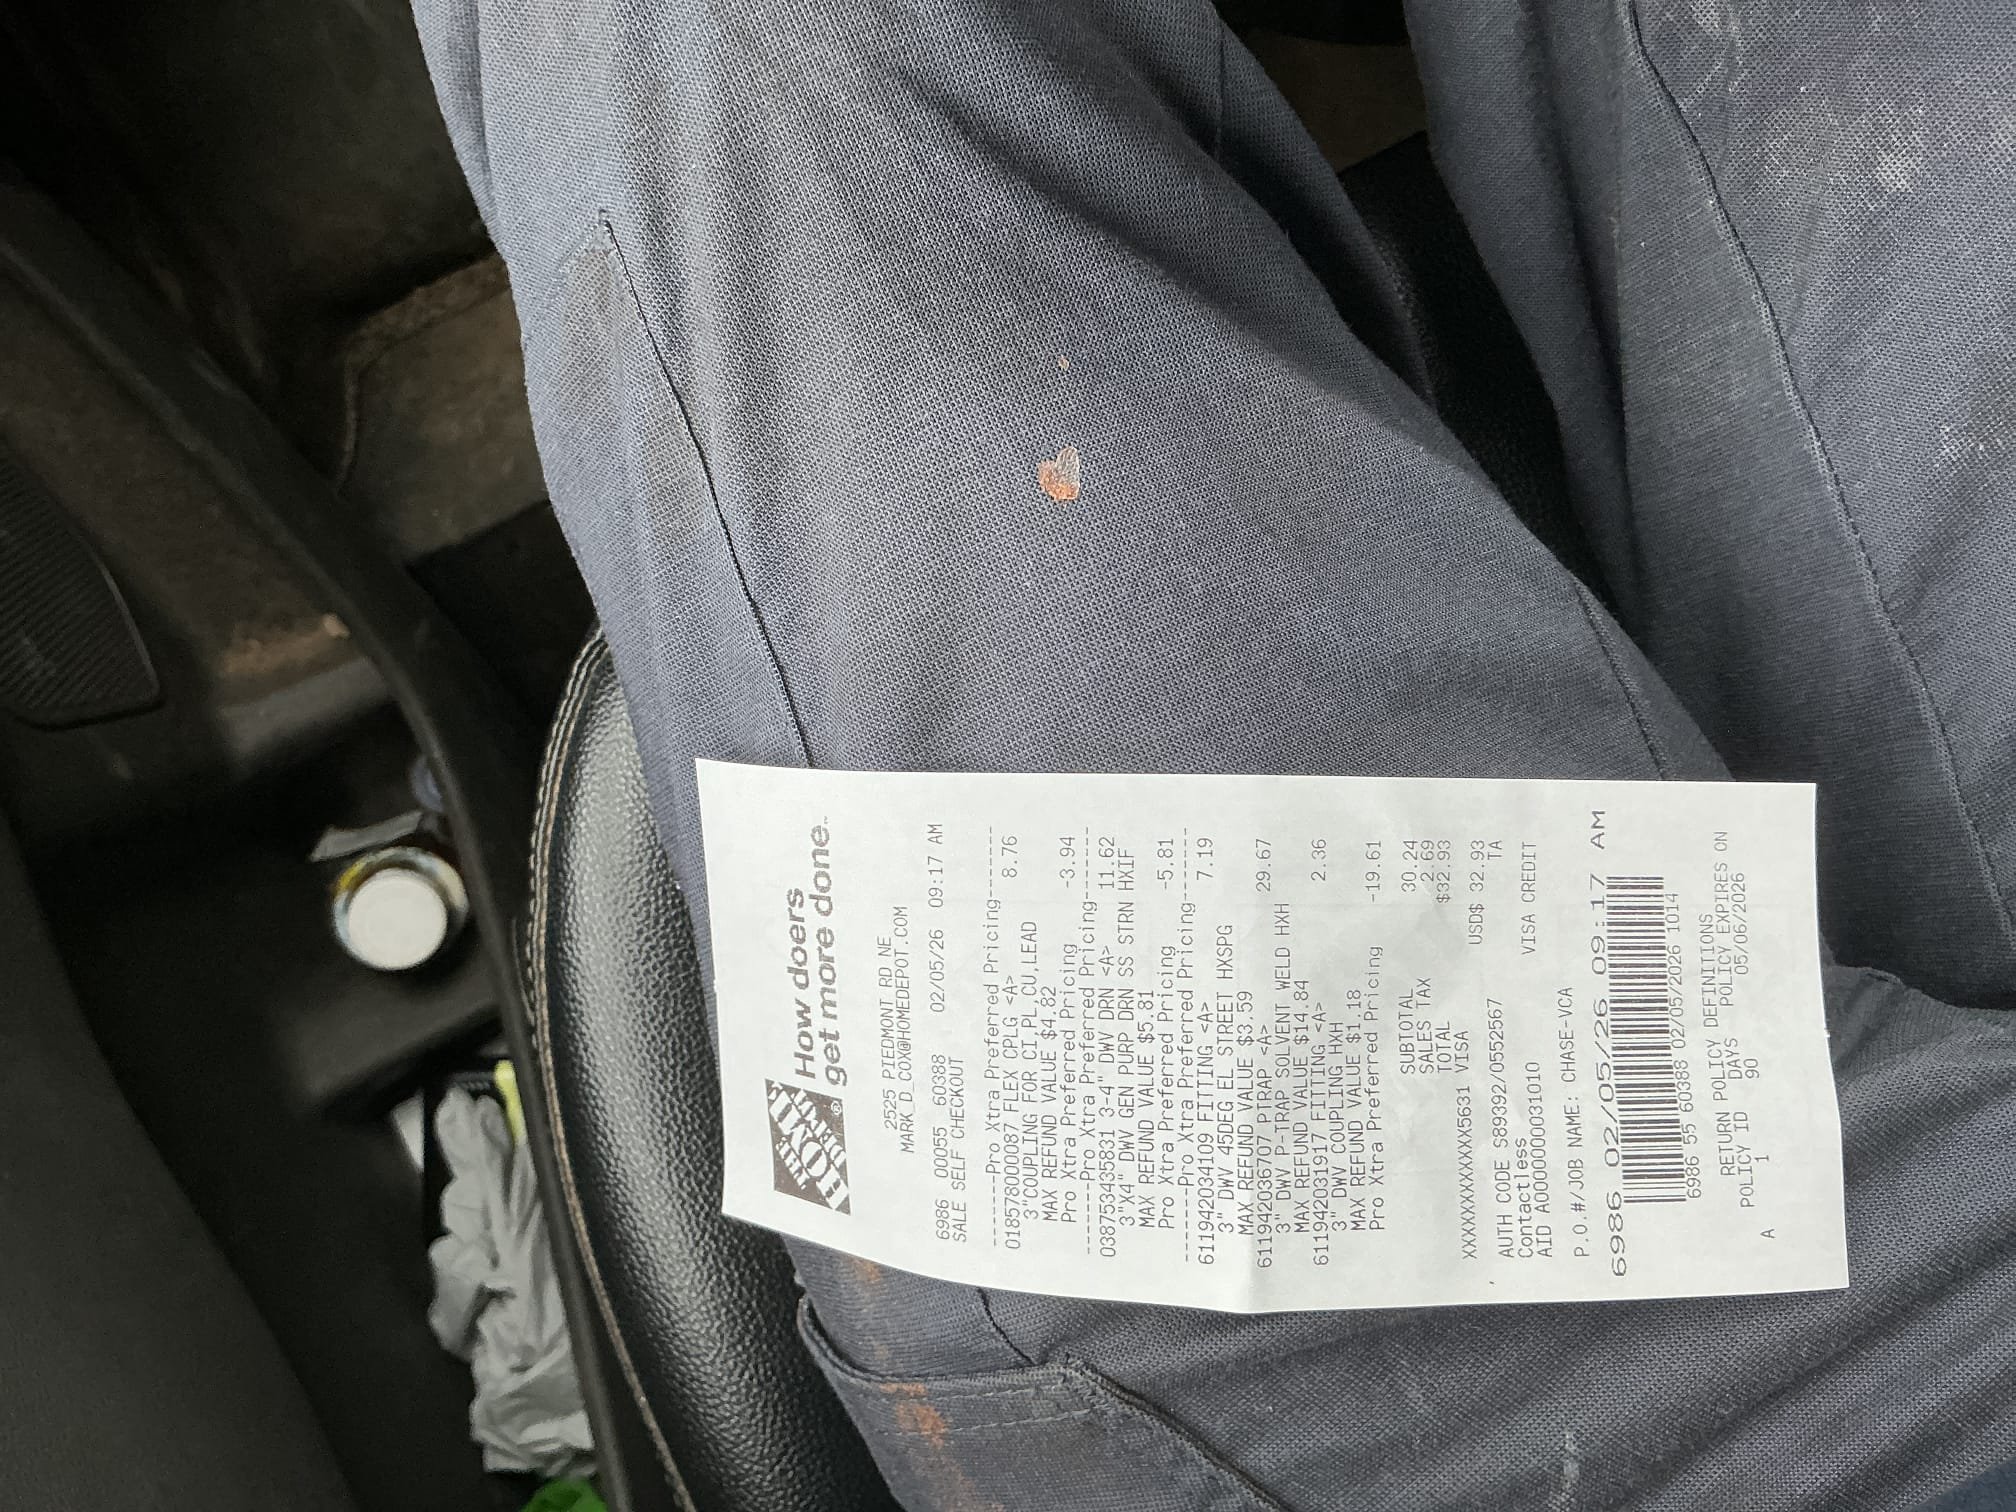 THE HOME DEPOT
How doers
get more done.™
2525 PIEDMONT RD NE
MARK_D_COX@HOMEDEPOT.COM
6986 00055 60388 02/05/26 09:17 AM
SALE SELF CHECKOUT
-------Pro Xtra Preferred Pricing-------
018578000087 FLEX CPLG <A> 8.76
3"COUPLING FOR CI,PL,CU,LEAD
MAX REFUND VALUE $4.82
Pro Xtra Preferred Pricing -3.94
-------Pro Xtra Preferred Pricing-------
038753435831 3-4" DWV DRN <A> 11.62
3"X4" DWV GEN PURP DRN SS STRN HXIF
MAX REFUND VALUE $5.81
Pro Xtra Preferred Pricing -5.81
-------Pro Xtra Preferred Pricing-------
611942034109 FITTING <A> 7.19
3" DWV 45DEG EL STREET HXSPG
MAX REFUND VALUE $3.59
611942036707 PTRAP <A> 29.67
3" DWV P-TRAP SOLVENT WELD HXH
MAX REFUND VALUE $14.84
611942031917 FITTING <A> 2.36
3" DWV COUPLING HXH
MAX REFUND VALUE $1.18
Pro Xtra Preferred Pricing -19.61
SUBTOTAL 30.24
SALES TAX 2.69
TOTAL $32.93
XXXXXXXXXXXX5631 VISA
USD$ 32.93
AUTH CODE S89392/0552567 TA
Contactless
AID A0000000031010 VISA CREDIT
P.O.#/JOB NAME: CHASE-VCA
6986 02/05/26 09:17 AM
6986 55 60388 02/05/2026 1014
RETURN POLICY DEFINITIONS
POLICY ID DAYS POLICY EXPIRES ON
A 1 90 05/06/2026